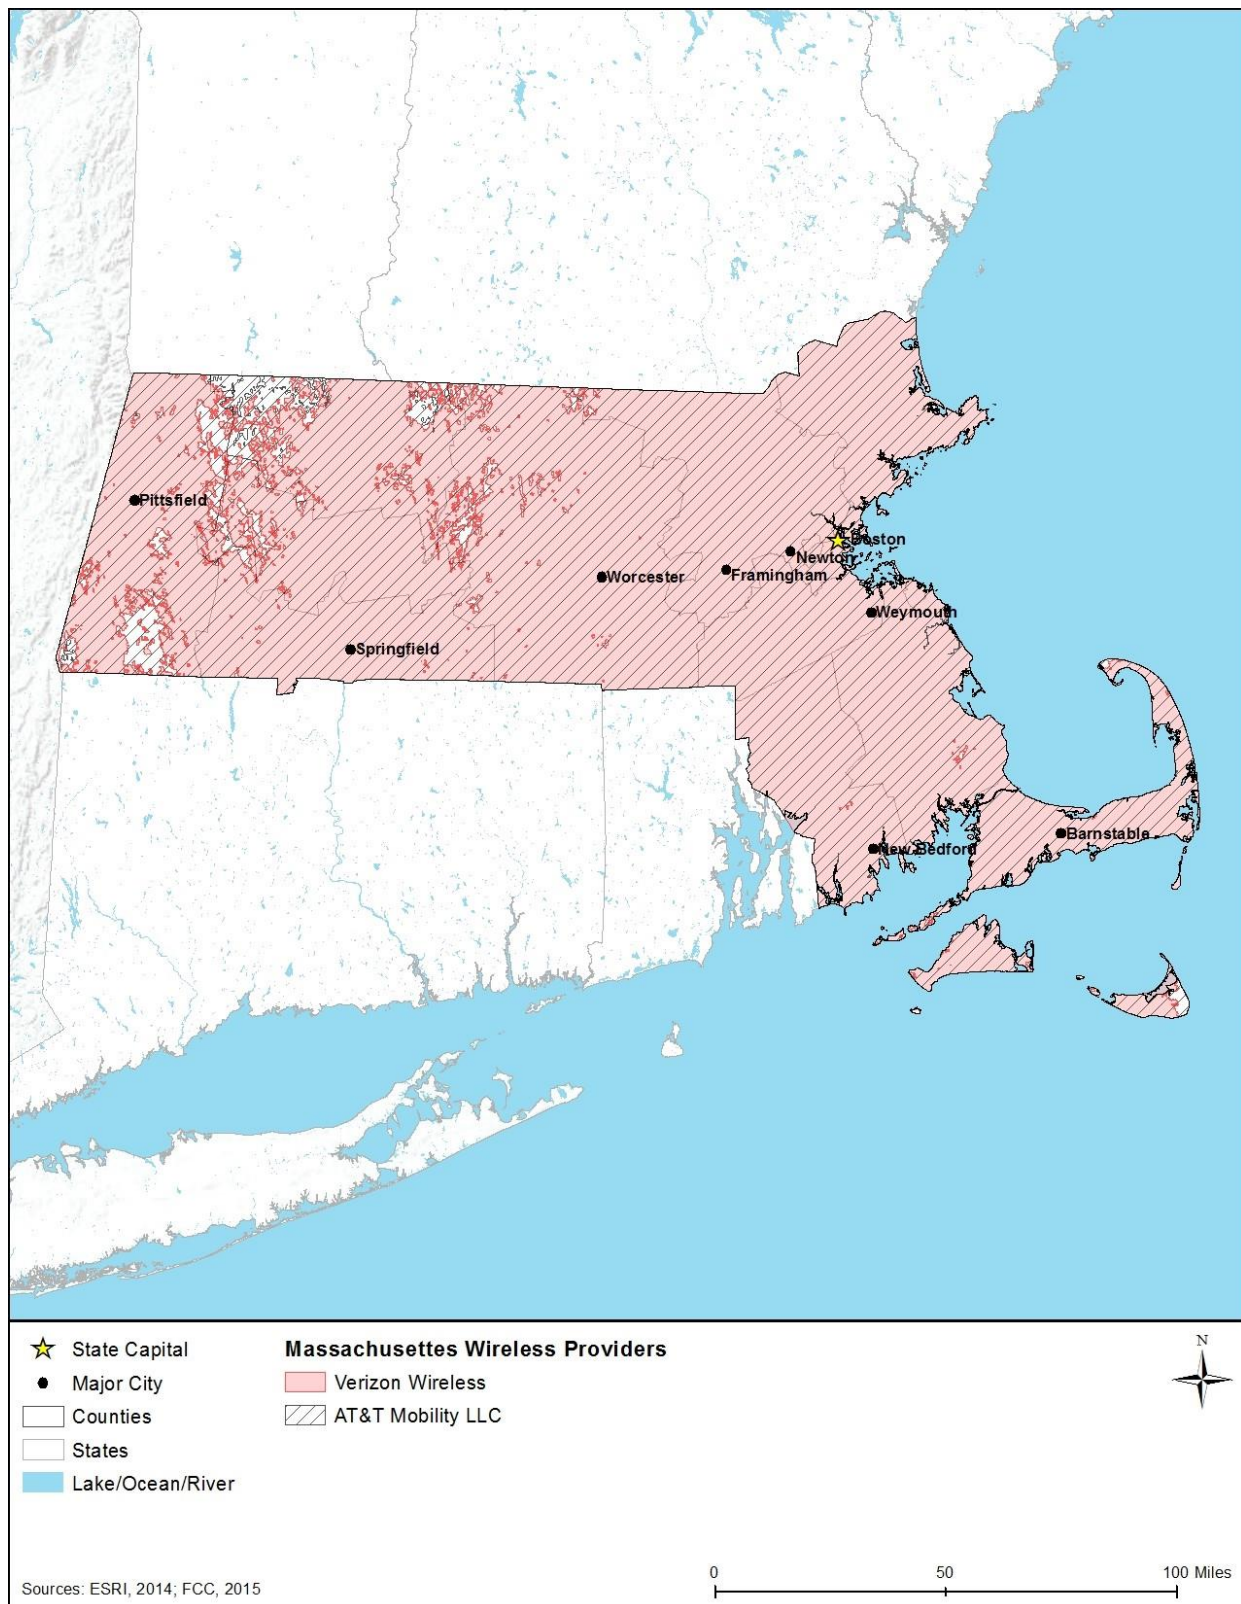 Pittsfield
Boston
Newton
Worcester
Framingham
Weymouth
Springfield
Barnstable
New Bedford
State Capital
Major City
Counties
States
Lake/Ocean/River
Massachusettes Wireless Providers
Verizon Wireless
AT&T Mobility LLC
N
Sources: ESRI, 2014; FCC, 2015
0 50 100 Miles